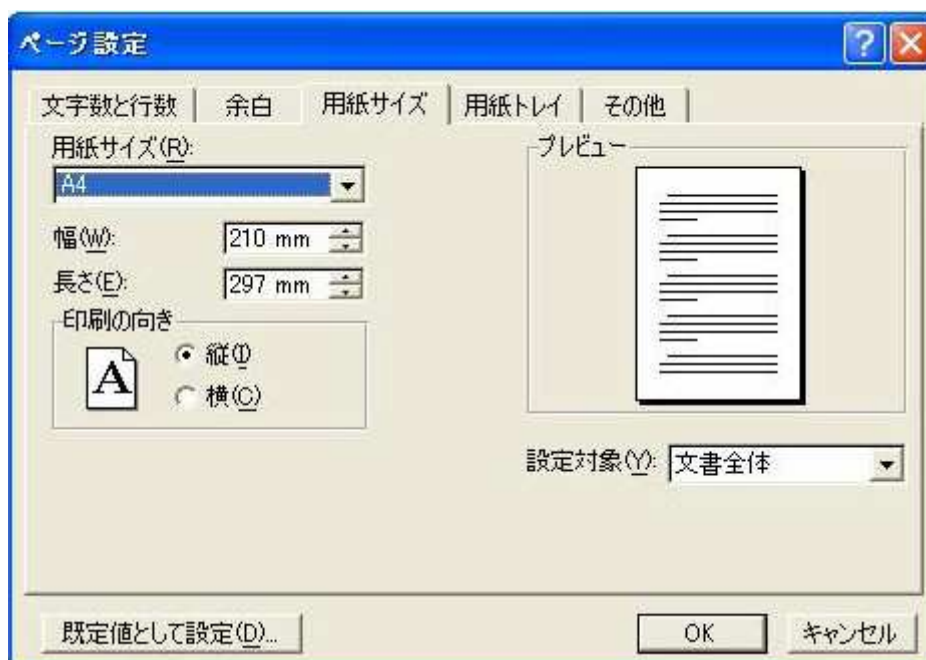 ページ設定
文字数と行数 余白 用紙サイズ 用紙トレイ その他
用紙サイズ(R):
A4
幅(W): 210 mm
長さ(E): 297 mm
印刷の向き
A
縦(I)
横(C)
プレビュー
設定対象(Y): 文書全体
既定値として設定(D)... OK キャンセル